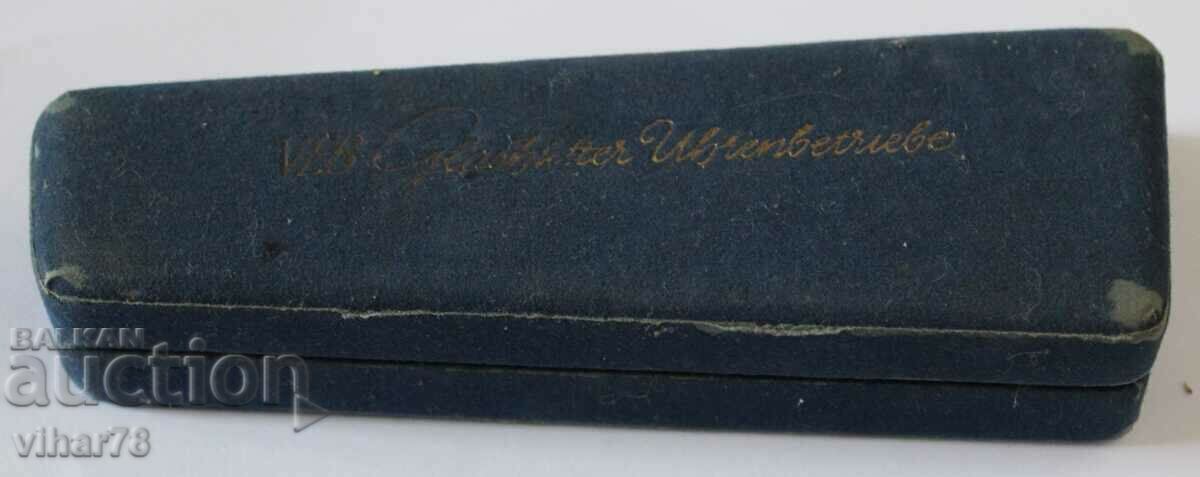 VEB Glashütter Uhrenbetriebe
BALKAN
auction
vihar78